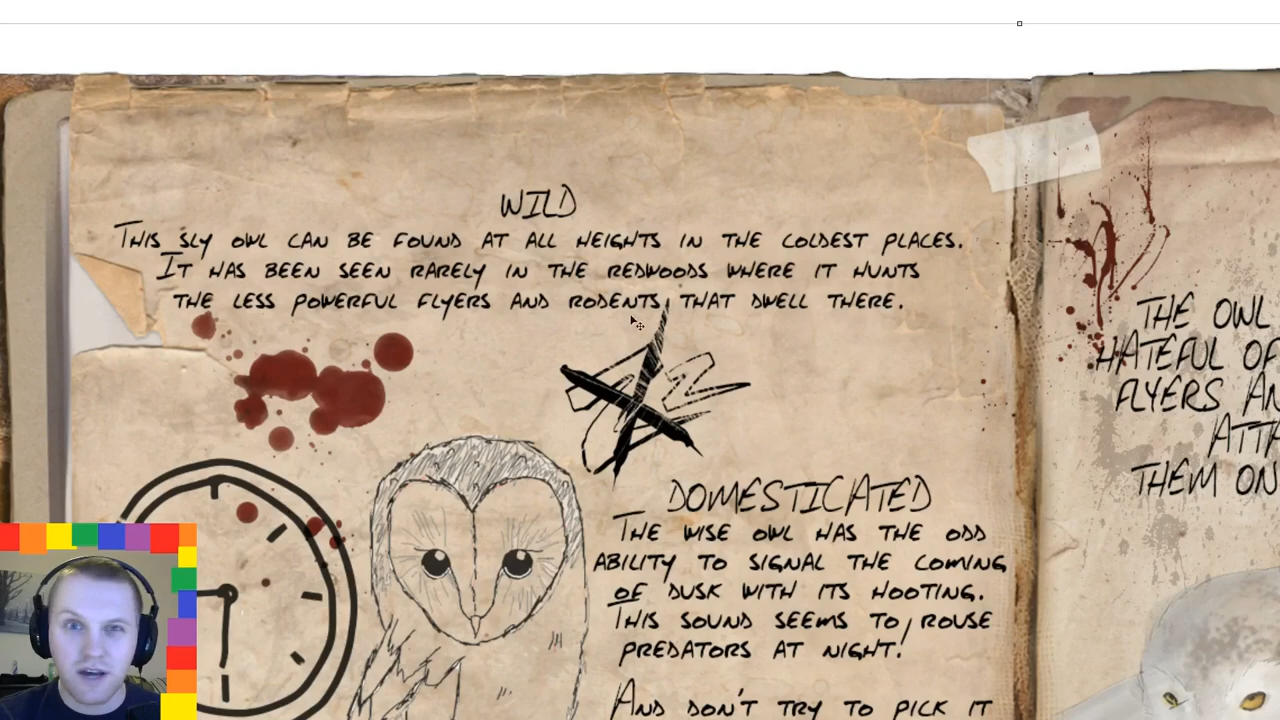 WILD
THIS SLY OWL CAN BE FOUND AT ALL HEIGHTS IN THE COLDEST PLACES.
IT HAS BEEN SEEN RARELY IN THE REDWOODS WHERE IT HUNTS
THE LESS POWERFUL FLYERS AND RODENTS THAT DWELL THERE.
DOMESTICATED
THE WISE OWL HAS THE ODD
ABILITY TO SIGNAL THE COMING
OF DUSK WITH ITS HOOTING.
THIS SOUND SEEMS TO ROUSE
PREDATORS AT NIGHT!
AND DON'T TRY TO PICK IT
THE OWL
HATEFUL OF
FLYERS AN
ATTA
THEM ON